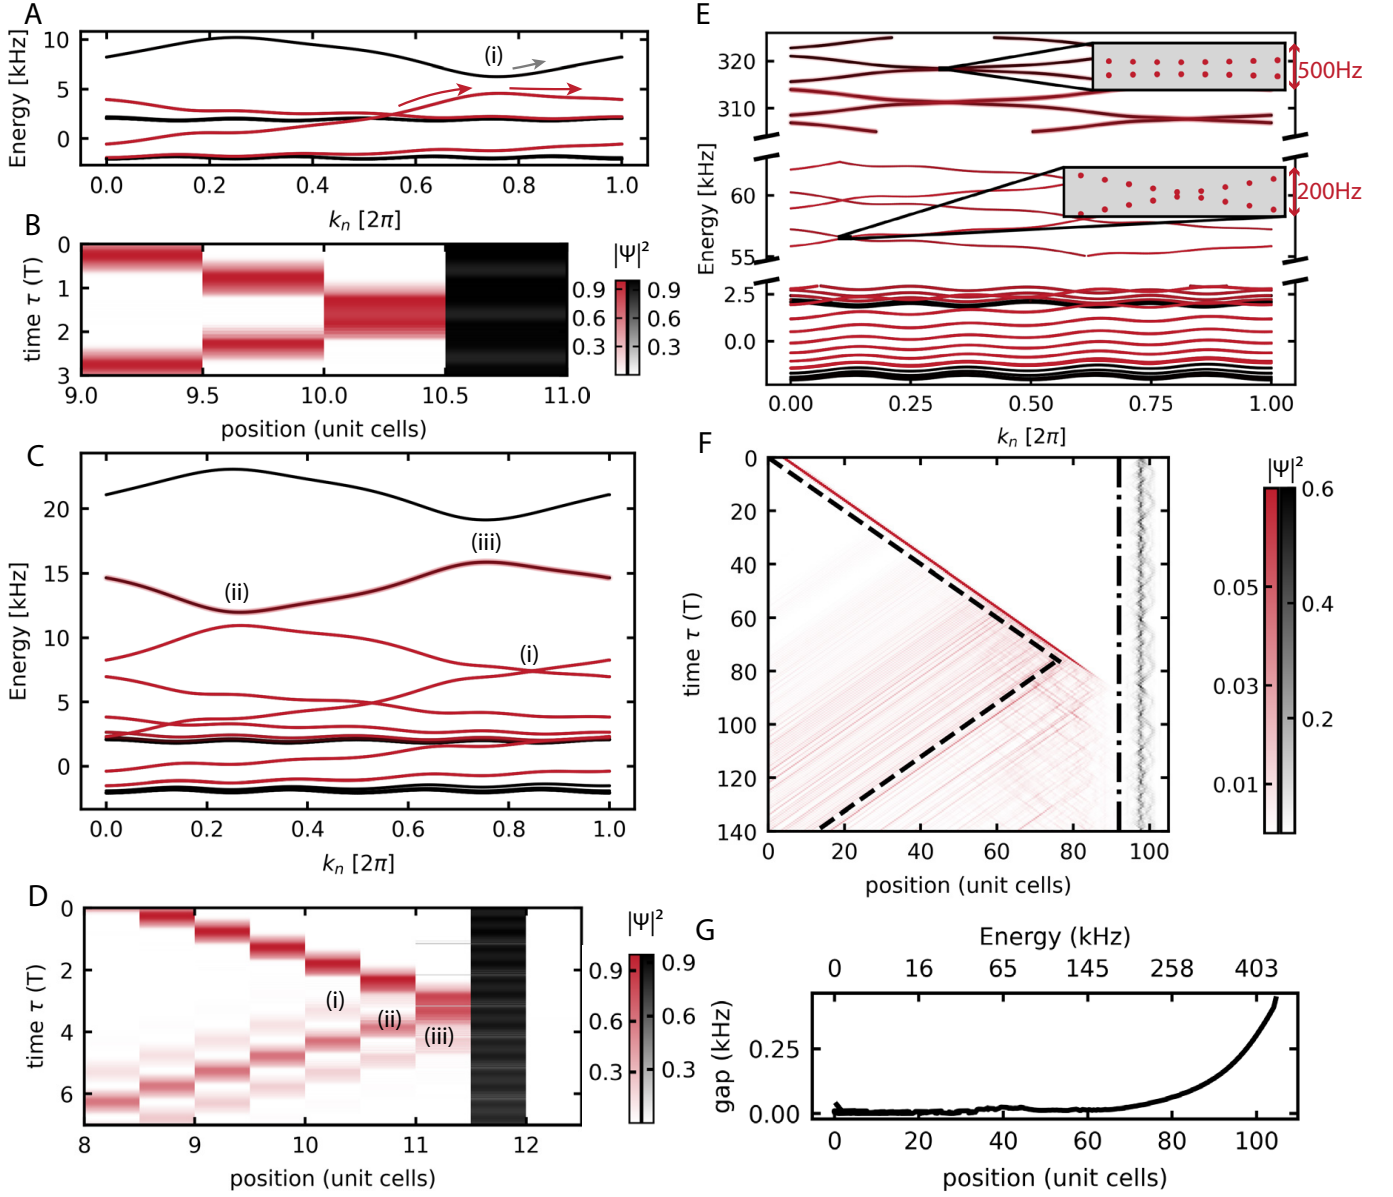 A
Energy [kHz]
10
5
0
(i)
0.0 0.2 0.4 0.6 0.8 1.0
kₙ [2π]
B
time τ (T)
0
1
2
3
9.0 9.5 10.0 10.5 11.0
position (unit cells)
|Ψ|²
0.9 0.9
0.6 0.6
0.3 0.3
C
Energy [kHz]
20
15
10
5
0
(iii)
(ii)
(i)
0.0 0.2 0.4 0.6 0.8 1.0
kₙ [2π]
D
time τ (T)
0
2
4
6
(i)
(ii)
(iii)
8 9 10 11 12
position (unit cells)
|Ψ|²
0.9 0.9
0.6 0.6
0.3 0.3
E
Energy [kHz]
320
310
60
55
2.5
0.0
500Hz
200Hz
0.00 0.25 0.50 0.75 1.00
kₙ [2π]
F
time τ (T)
0
20
40
60
80
100
120
140
0 20 40 60 80 100
position (unit cells)
|Ψ|²
0.6
0.05
0.4
0.03
0.2
0.01
G
Energy (kHz)
0 16 65 145 258 403
gap (kHz)
0.25
0.00
0 20 40 60 80 100
position (unit cells)